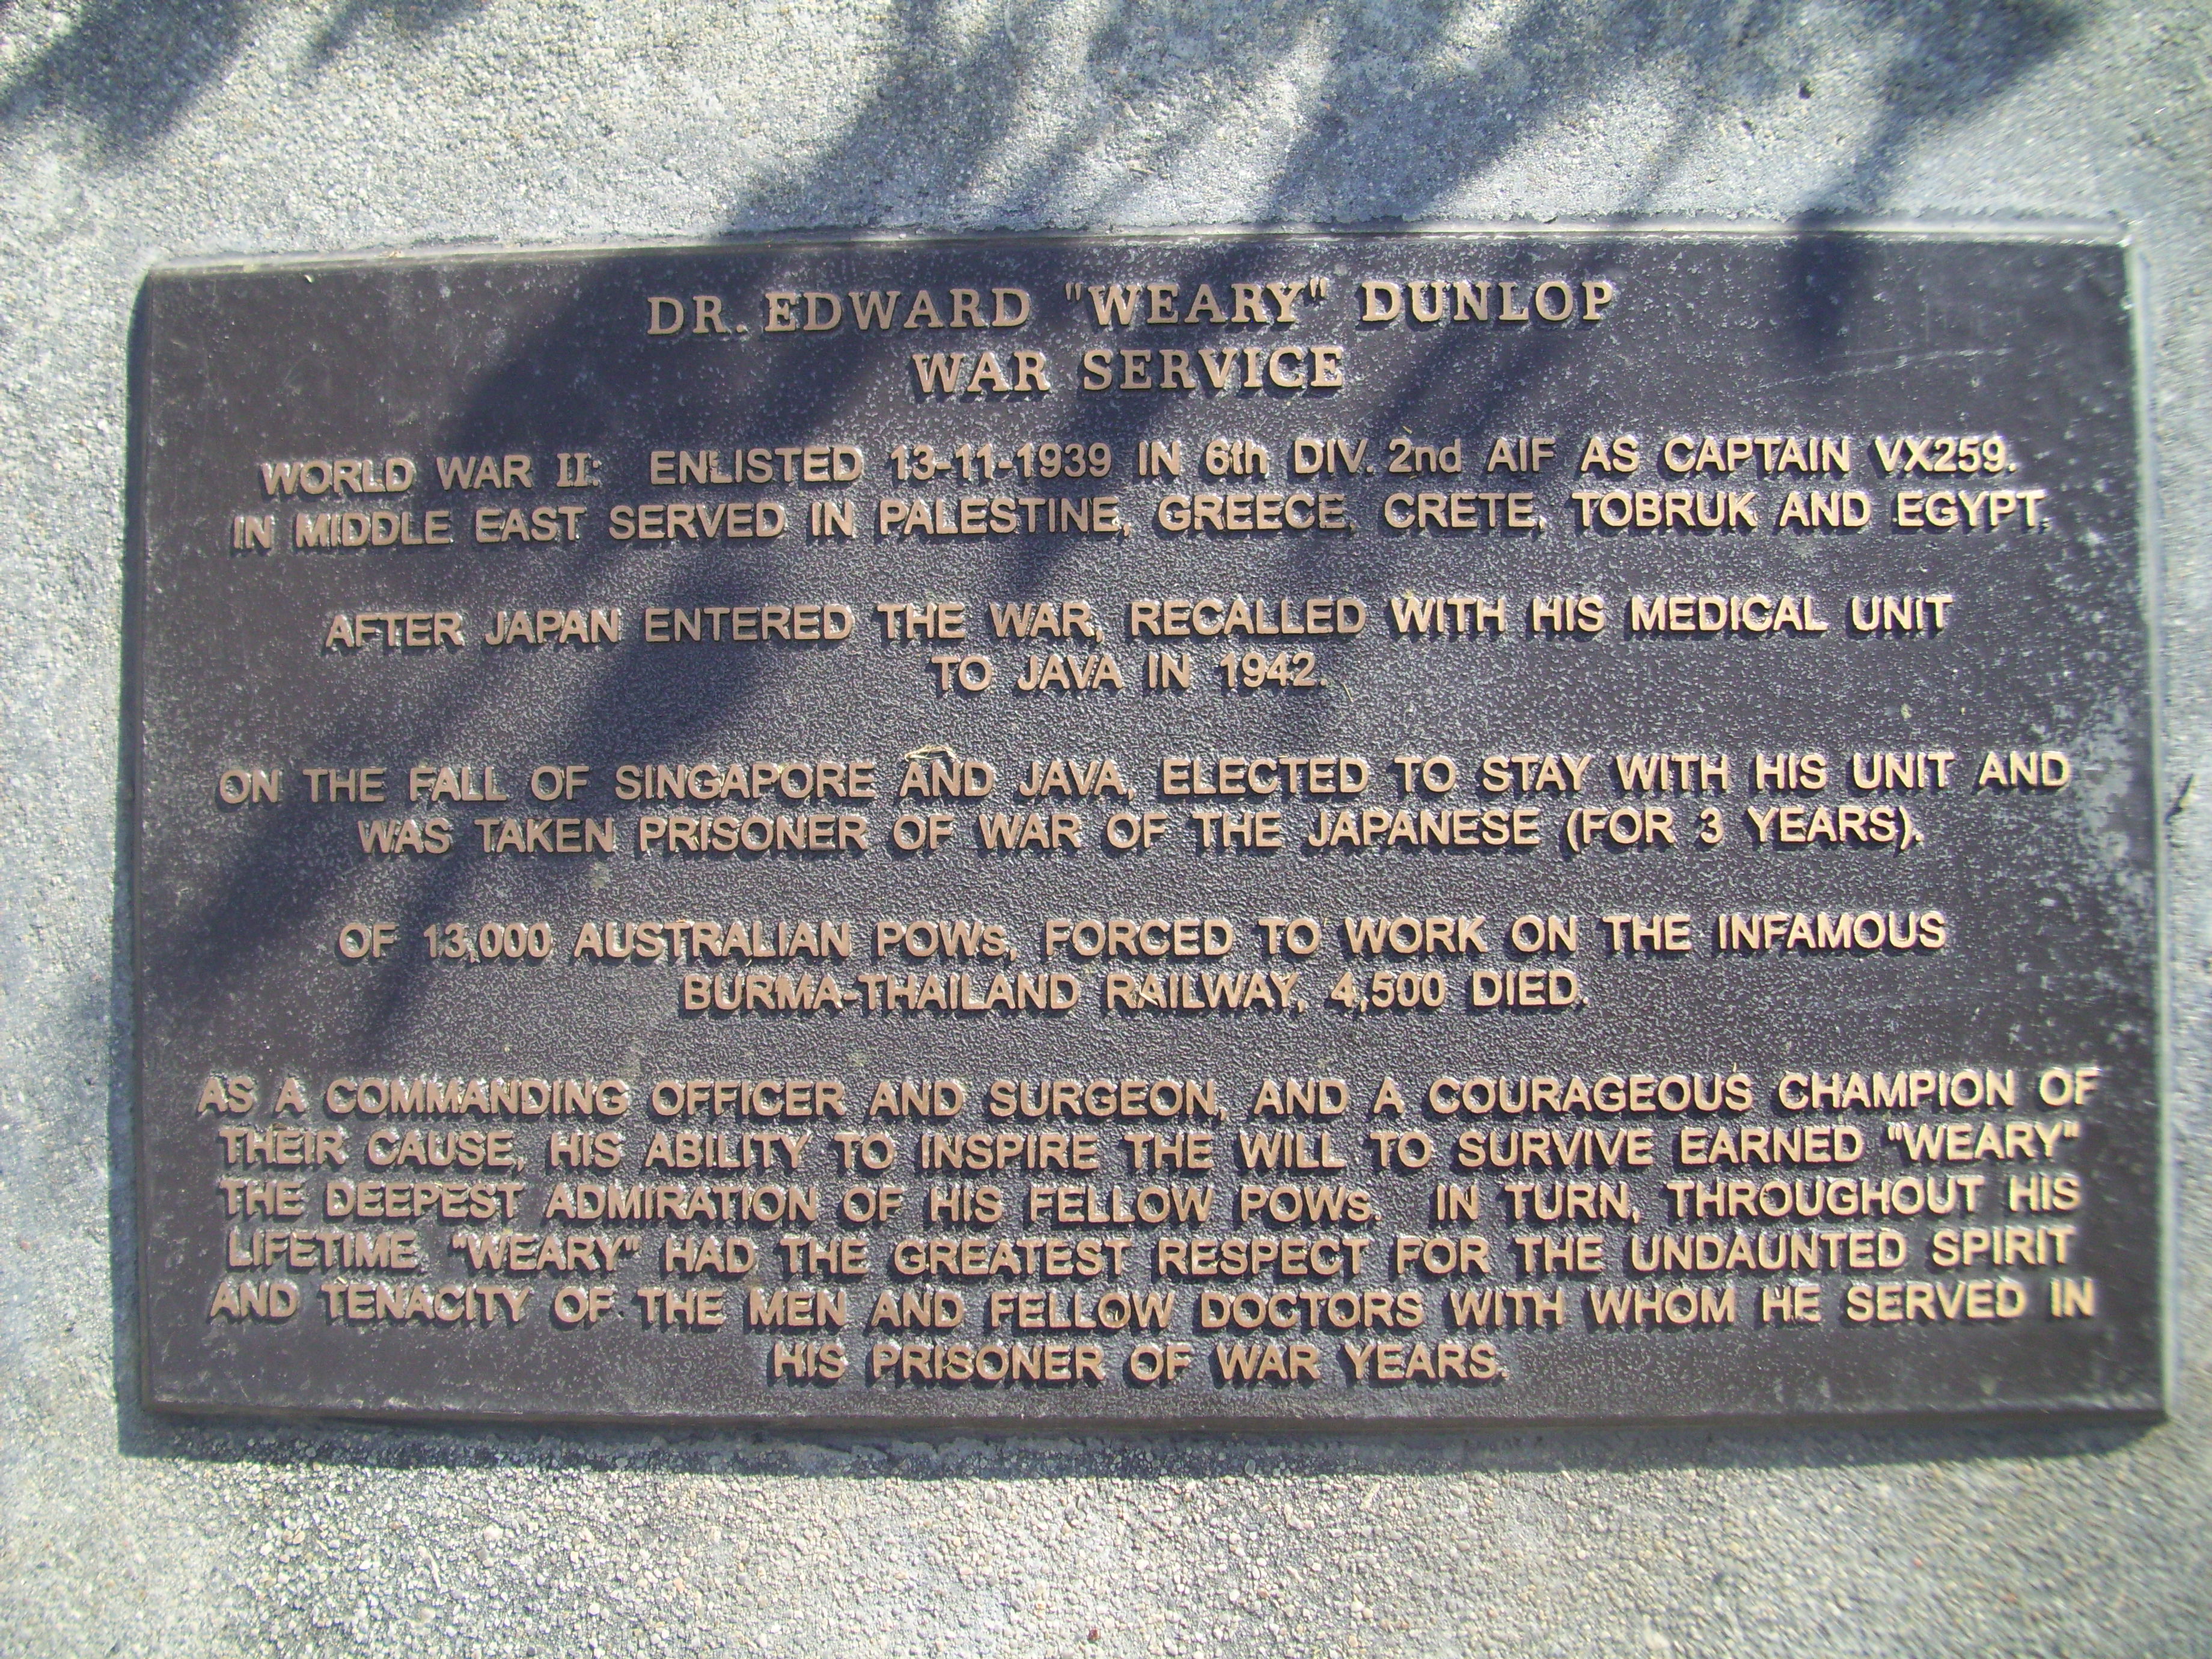 DR. EDWARD "WEARY" DUNLOP
WAR SERVICE
WORLD WAR II: ENLISTED 13-11-1939 IN 6th DIV. 2nd AIF AS CAPTAIN VX259.
IN MIDDLE EAST SERVED IN PALESTINE, GREECE, CRETE, TOBRUK AND EGYPT.
AFTER JAPAN ENTERED THE WAR, RECALLED WITH HIS MEDICAL UNIT
TO JAVA IN 1942.
ON THE FALL OF SINGAPORE AND JAVA, ELECTED TO STAY WITH HIS UNIT AND
WAS TAKEN PRISONER OF WAR OF THE JAPANESE (FOR 3 YEARS).
OF 13,000 AUSTRALIAN POWs, FORCED TO WORK ON THE INFAMOUS
BURMA-THAILAND RAILWAY, 4,500 DIED.
AS A COMMANDING OFFICER AND SURGEON, AND A COURAGEOUS CHAMPION OF
THEIR CAUSE, HIS ABILITY TO INSPIRE THE WILL TO SURVIVE EARNED "WEARY"
THE DEEPEST ADMIRATION OF HIS FELLOW POWs. IN TURN, THROUGHOUT HIS
LIFETIME, "WEARY" HAD THE GREATEST RESPECT FOR THE UNDAUNTED SPIRIT
AND TENACITY OF THE MEN AND FELLOW DOCTORS WITH WHOM HE SERVED IN
HIS PRISONER OF WAR YEARS.